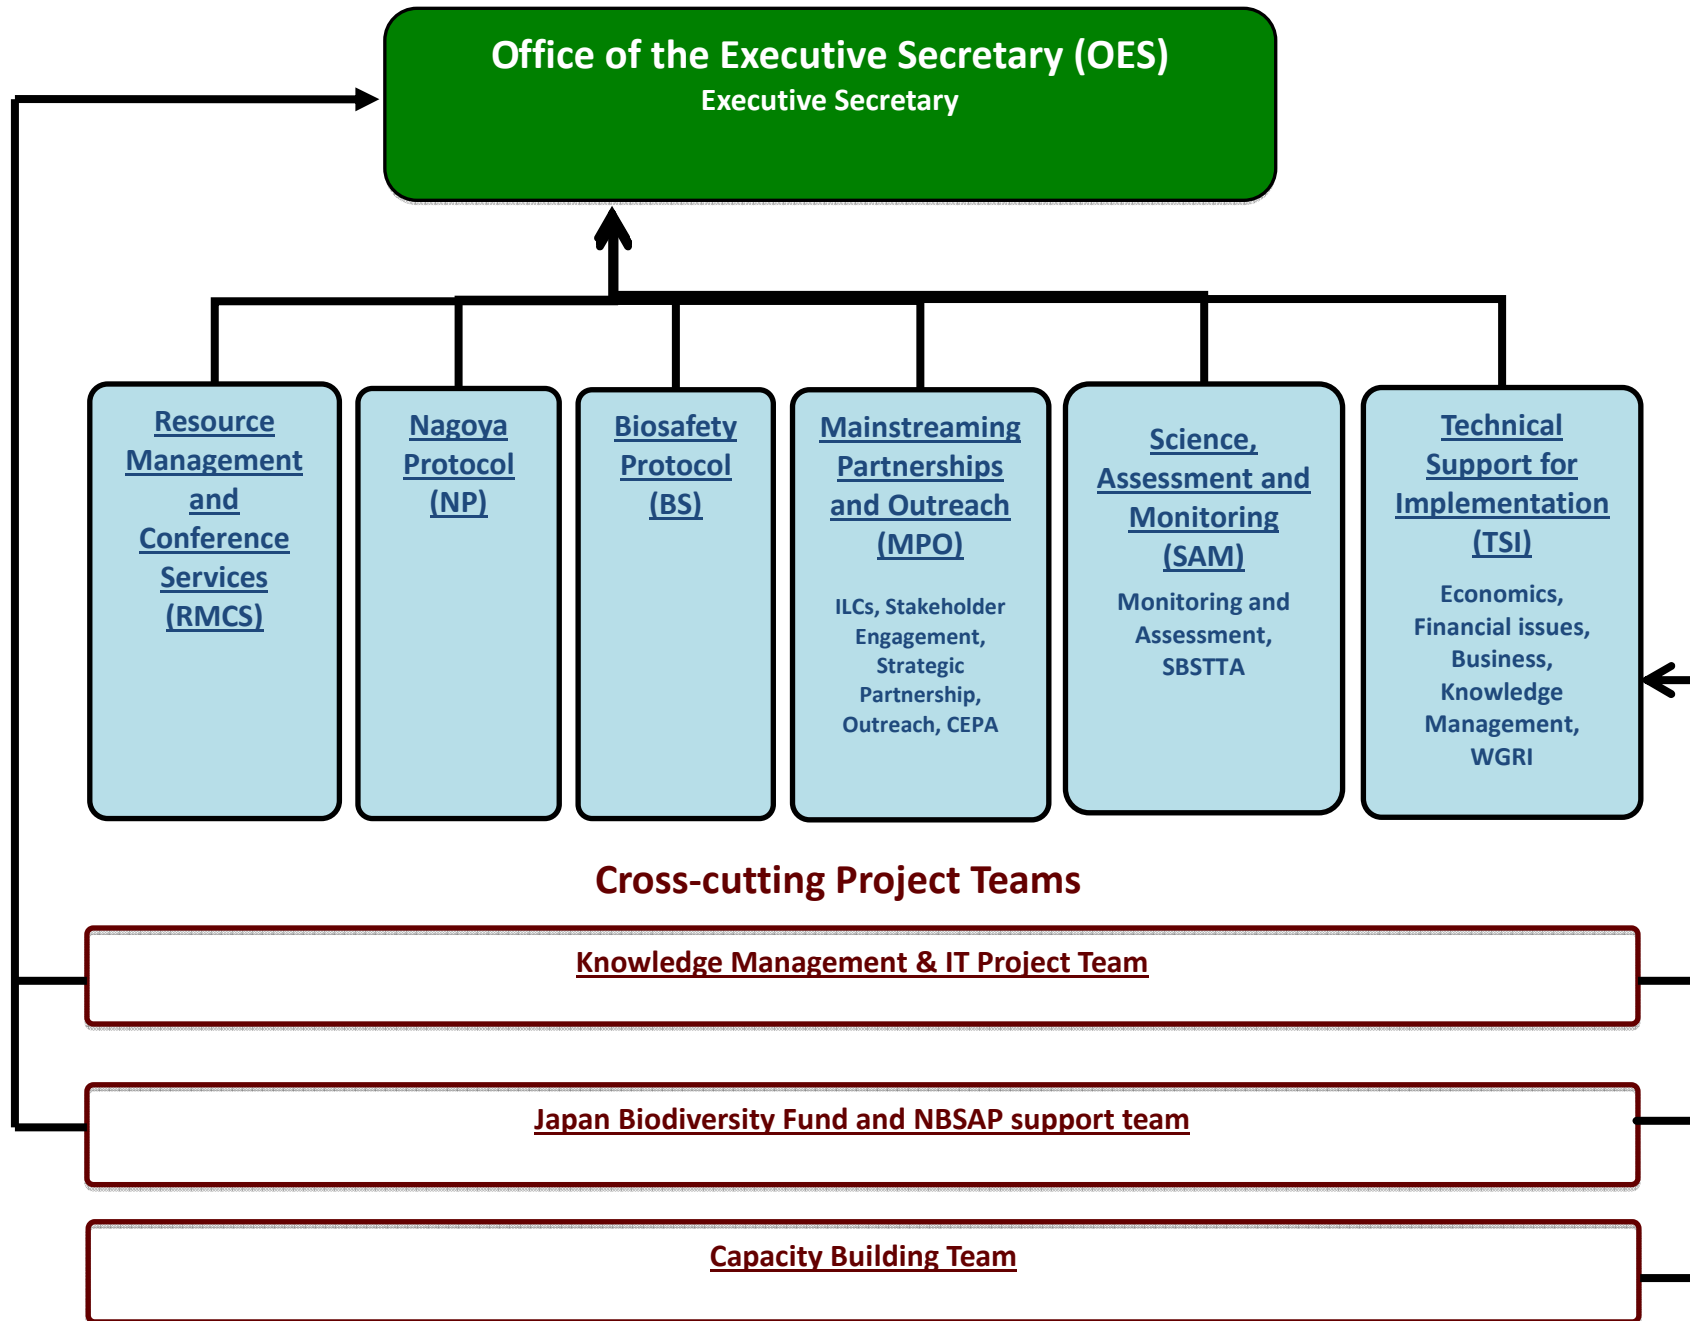 Office of the Executive Secretary (OES)
Executive Secretary
Resource
Management
and
Conference
Services
(RMCS)
Nagoya
Protocol
(NP)
Biosafety
Protocol
(BS)
Mainstreaming
Partnerships
and Outreach
(MPO)
ILCs, Stakeholder
Engagement,
Strategic
Partnership,
Outreach, CEPA
Science,
Assessment and
Monitoring
(SAM)
Monitoring and
Assessment,
SBSTTA
Technical
Support for
Implementation
(TSI)
Economics,
Financial issues,
Business,
Knowledge
Management,
WGRI
Cross-cutting Project Teams
Knowledge Management & IT Project Team
Japan Biodiversity Fund and NBSAP support team
Capacity Building Team